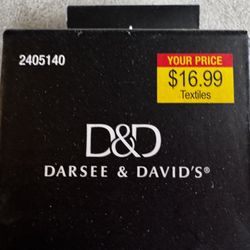 2405140
YOUR PRICE
$16.99
Textiles
D&D
DARSEE & DAVID'S®